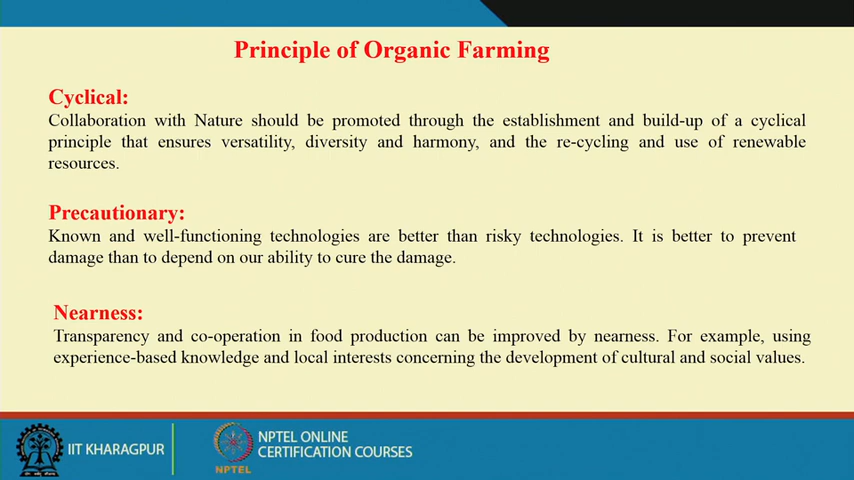 Principle of Organic Farming
Cyclical:
Collaboration with Nature should be promoted through the establishment and build-up of a cyclical
principle that ensures versatility, diversity and harmony, and the re-cycling and use of renewable
resources.
Precautionary:
Known and well-functioning technologies are better than risky technologies. It is better to prevent
damage than to depend on our ability to cure the damage.
Nearness:
Transparency and co-operation in food production can be improved by nearness. For example, using
experience-based knowledge and local interests concerning the development of cultural and social values.
IIT KHARAGPUR
NPTEL
NPTEL ONLINE
CERTIFICATION COURSES